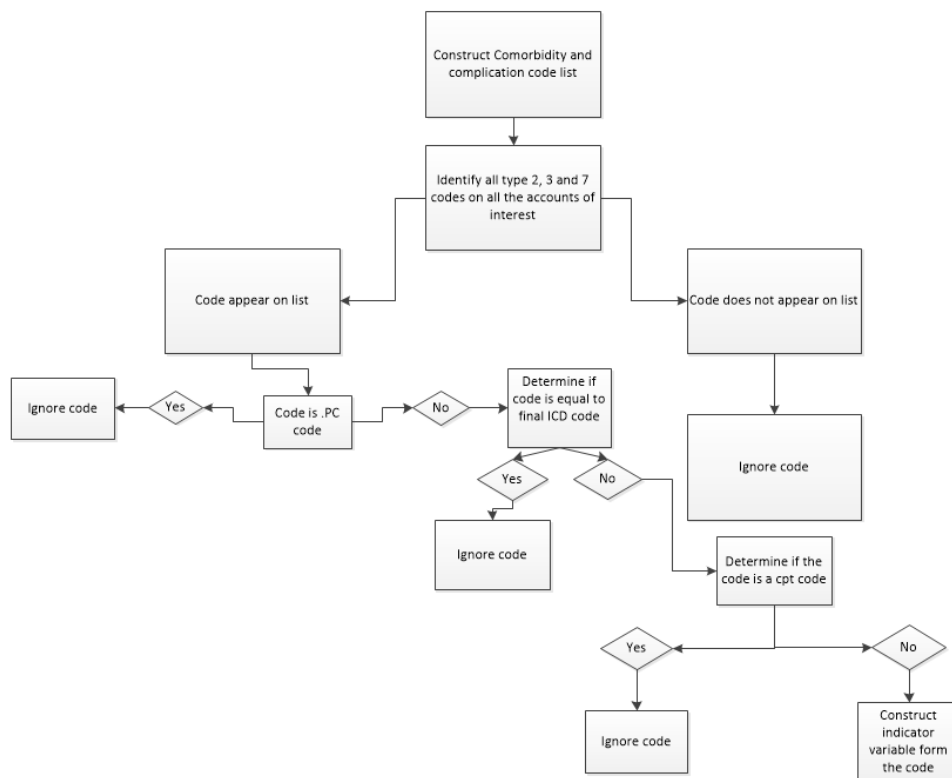 Construct Comorbidity and
complication code list
Identify all type 2, 3 and 7
codes on all the accounts of
interest
Code appear on list
Code does not appear on list
Ignore code
Yes
Code is .PC
code
No
Determine if
code is equal to
final ICD code
Ignore code
Yes
No
Ignore code
Determine if the
code is a cpt code
Yes
No
Ignore code
Construct
indicator
variable form
the code